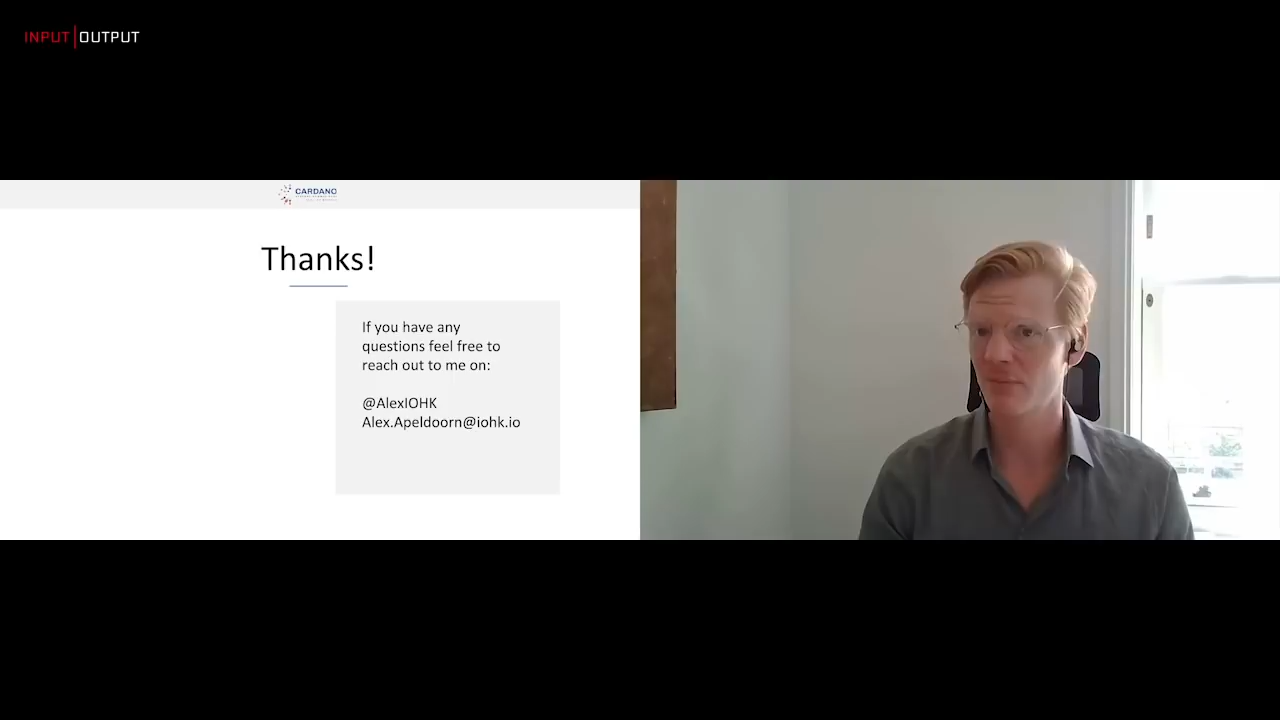 INPUT|OUTPUT
CARDANO
Thanks!
If you have any
questions feel free to
reach out to me on:
@AlexIOHK
Alex.Apeldoorn@iohk.io